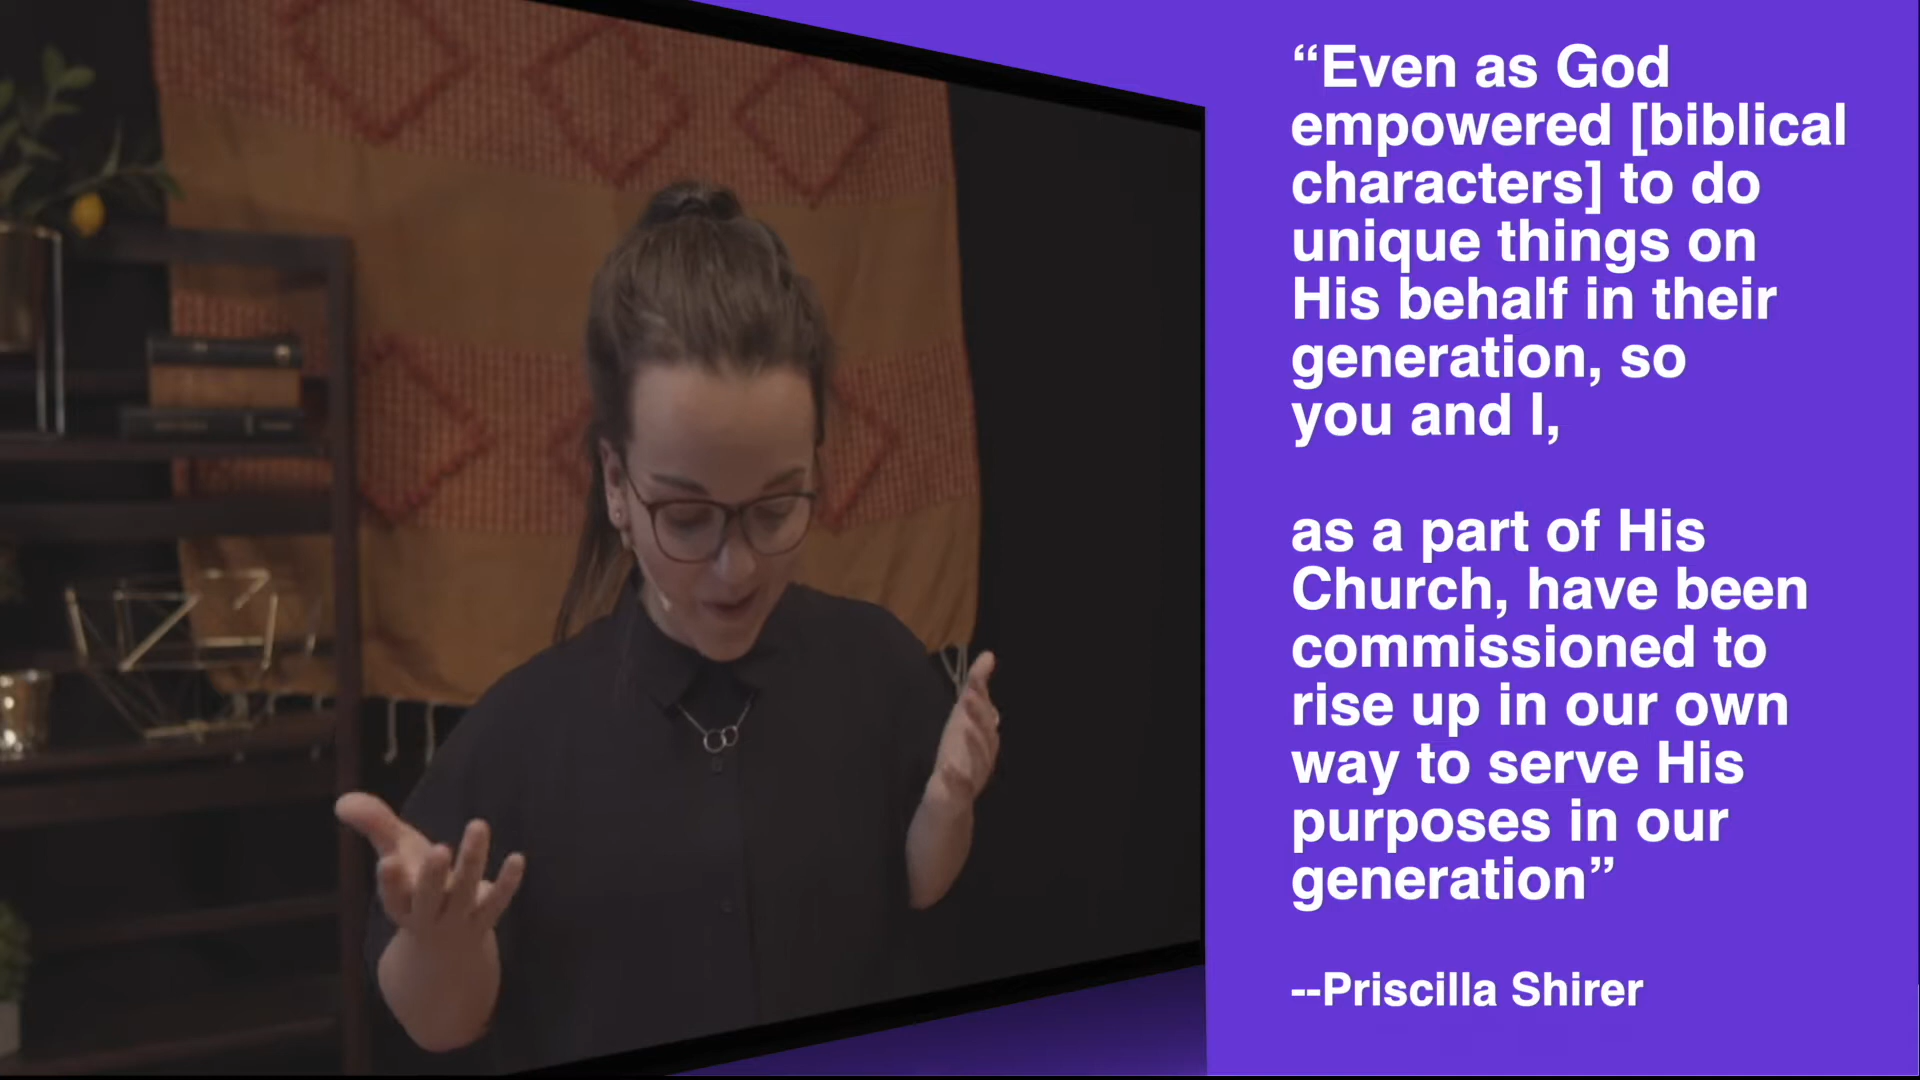 “Even as God
empowered [biblical
characters] to do
unique things on
His behalf in their
generation, so
you and I,
as a part of His
Church, have been
commissioned to
rise up in our own
way to serve His
purposes in our
generation”
--Priscilla Shirer